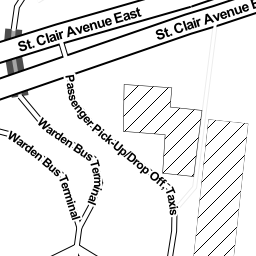 St. Clair Avenue East
St. Clair Avenue E
Passenger Pick-Up/Drop Off, Taxis
Warden Bus Terminal
Warden Bus Terminal